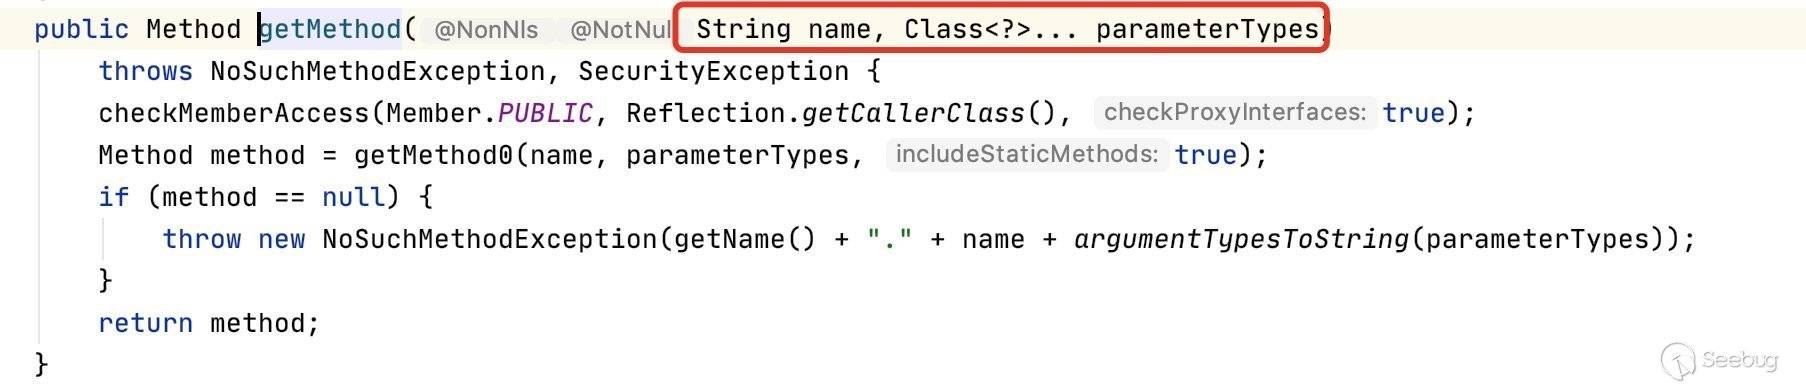 public Method getMethod( @NonNls @NotNul String name, Class<?>... parameterTypes)
throws NoSuchMethodException, SecurityException {
checkMemberAccess(Member.PUBLIC, Reflection.getCallerClass(), checkProxyInterfaces: true);
Method method = getMethod0(name, parameterTypes, includeStaticMethods: true);
if (method == null) {
throw new NoSuchMethodException(getName() + "." + name + argumentTypesToString(parameterTypes));
}
return method;
}
Seebug